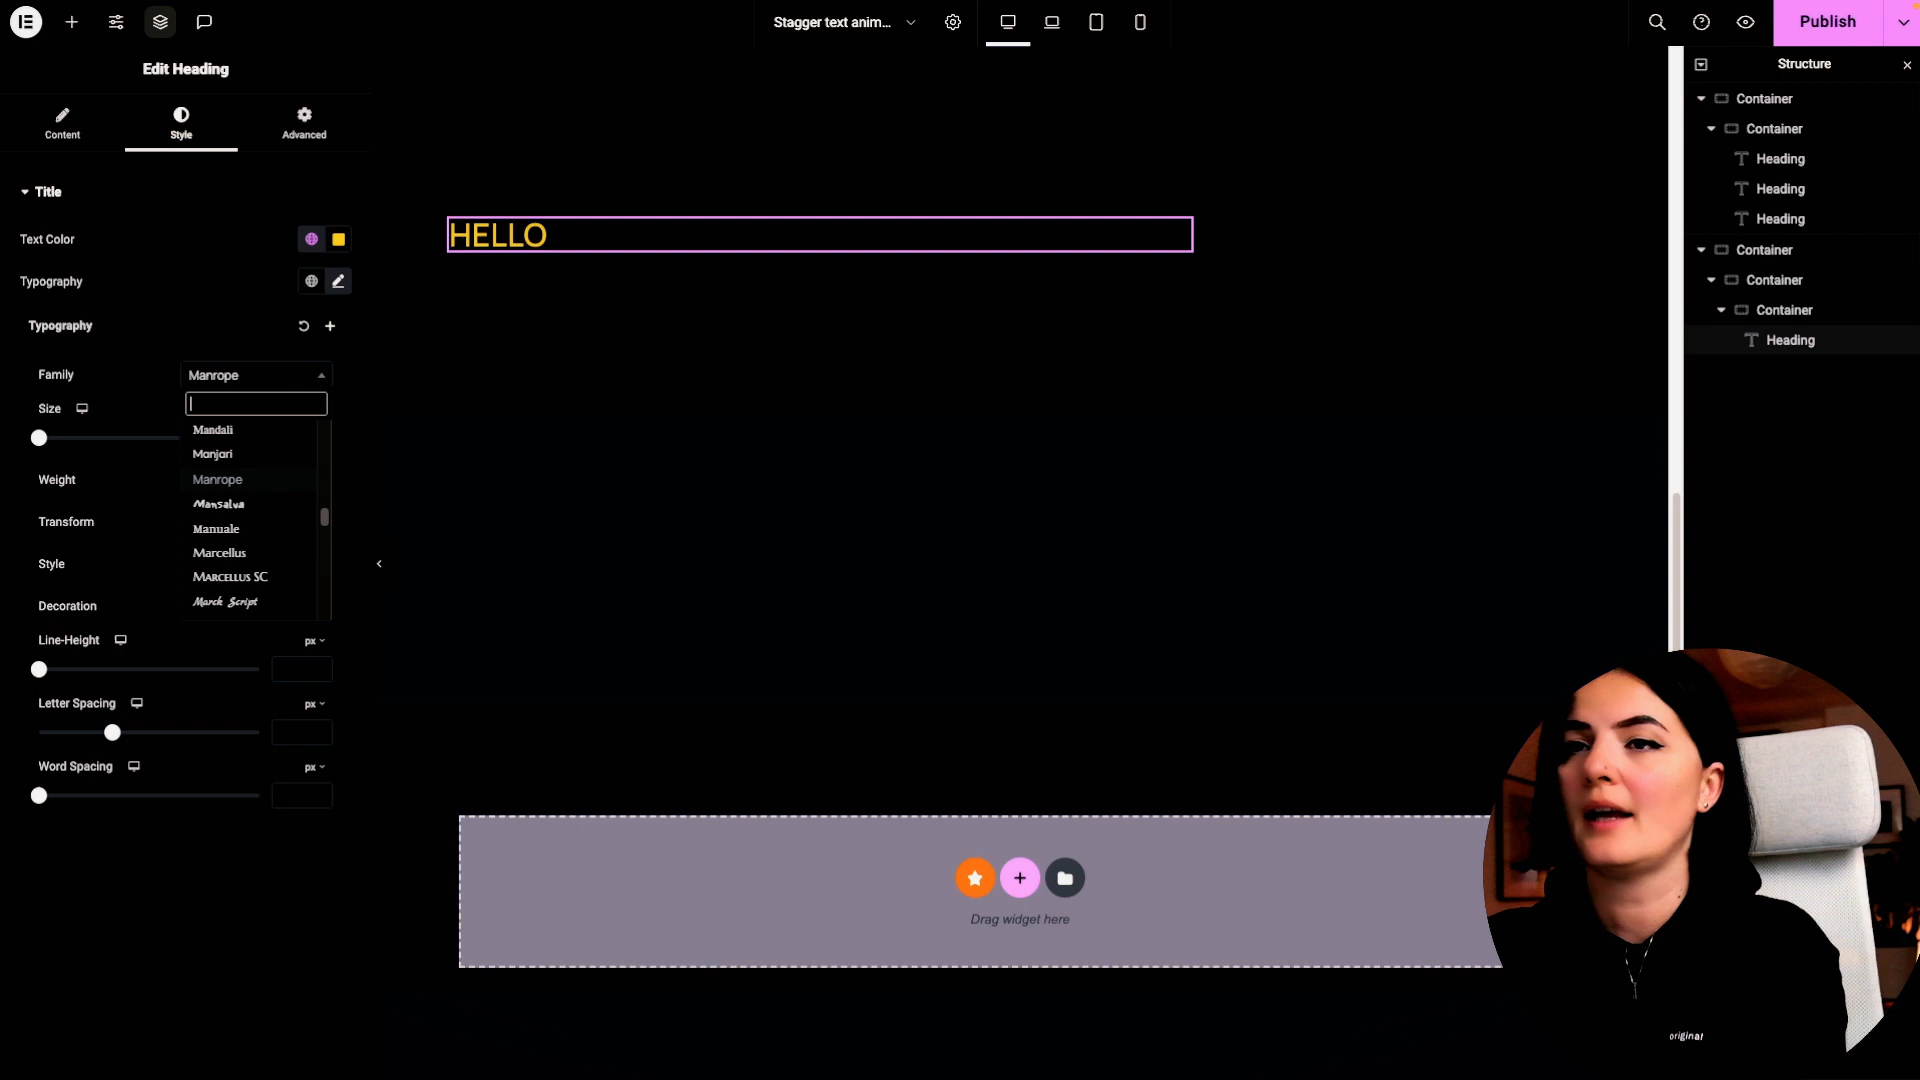 Stagger text anim...
Publish
Edit Heading
Content
Style
Advanced
Title
Text Color
Typography
Typography
Family
Manrope
Size
Mandali
Manjari
Manrope
Mansalva
Manuale
Marcellus
Marcellus SC
Marck Script
Weight
Transform
Style
Decoration
Line-Height
px
Letter Spacing
px
Word Spacing
px
HELLO
Drag widget here
Structure
Container
Container
Heading
Heading
Heading
Container
Container
Container
Heading
original